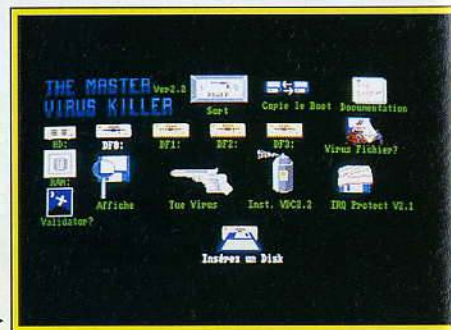 THE MASTER Ver2.2
VIRUS KILLER
Sort
Copie le Boot
Documentation
HD:
DF0:
DF1:
DF2:
DF3:
Virus Fichier?
RAM:
Validator?
Affiche
Tue Virus
Inst. VDC2.2
IRQ Protect V2.1
Insérez un Disk